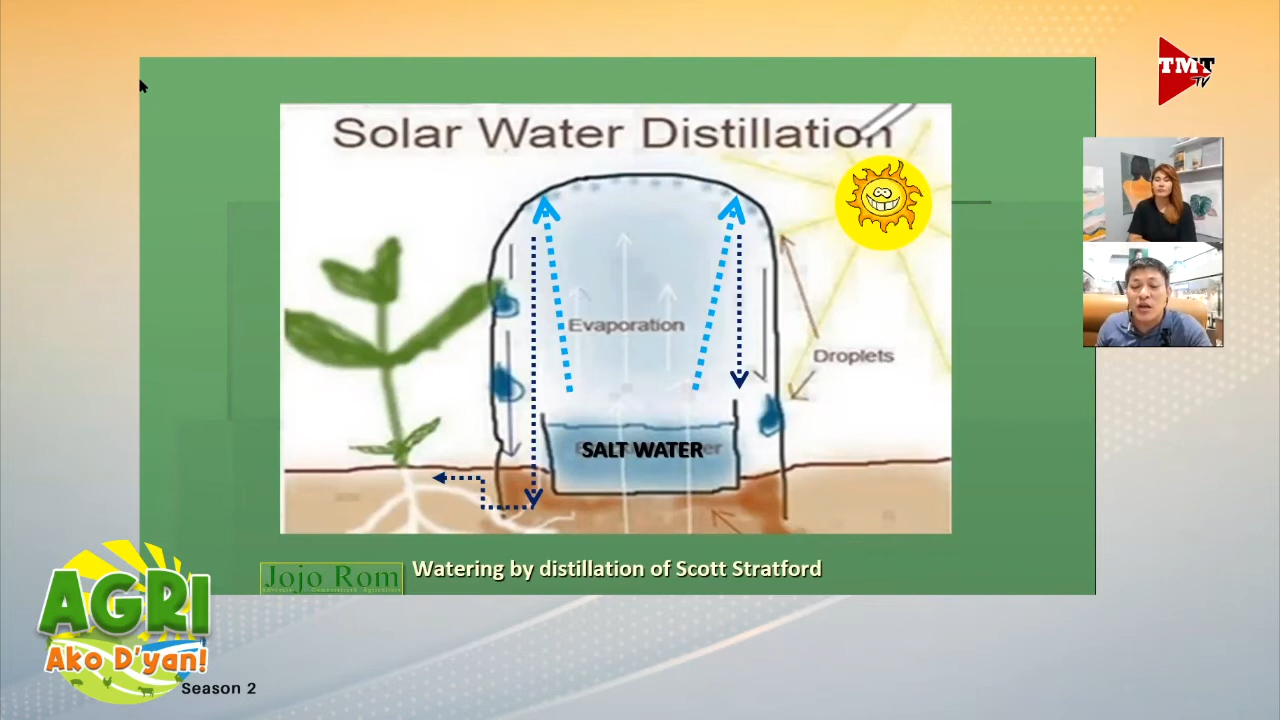 TMT
TV
Solar Water Distillation
Evaporation
Droplets
SALT WATER
Jojo Rom
Watering by distillation of Scott Stratford
AGRI
Ako D'yan!
Season 2